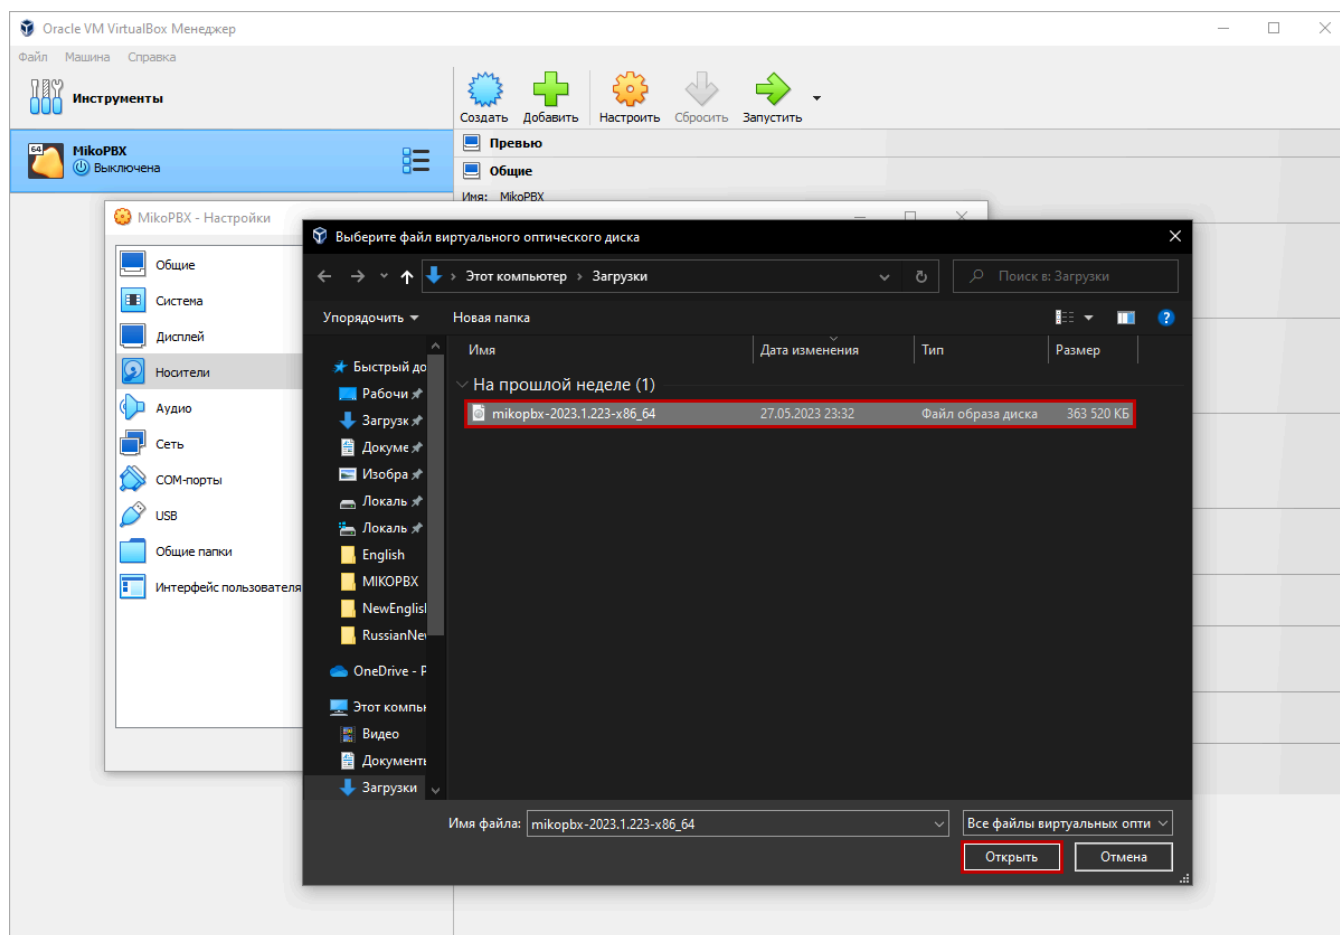 Oracle VM VirtualBox Менеджер
Файл Машина Справка
Инструменты
Создать Добавить Настроить Сбросить Запустить
64
MikoPBX
Выключена
Превью
Общие
Имя: MikoPBX
MikoPBX - Настройки
Общие
Система
Дисплей
Носители
Аудио
Сеть
COM-порты
USB
Общие папки
Интерфейс пользователя
Выберите файл виртуального оптического диска
Этот компьютер Загрузки
Поиск в: Загрузки
Упорядочить Новая папка
Имя Дата изменения Тип Размер
На прошлой неделе (1)
mikopbx-2023.1.223-x86_64 27.05.2023 23:32 Файл образа диска 363 520 КБ
Быстрый до
Рабочи
Загрузк
Докуме
Изобра
Локаль
Локаль
English
MIKOPBX
NewEnglis
RussianNe
OneDrive - P
Этот компь
Видео
Документ
Загрузки
Имя файла: mikopbx-2023.1.223-x86_64 Все файлы виртуальных опти
Открыть Отмена